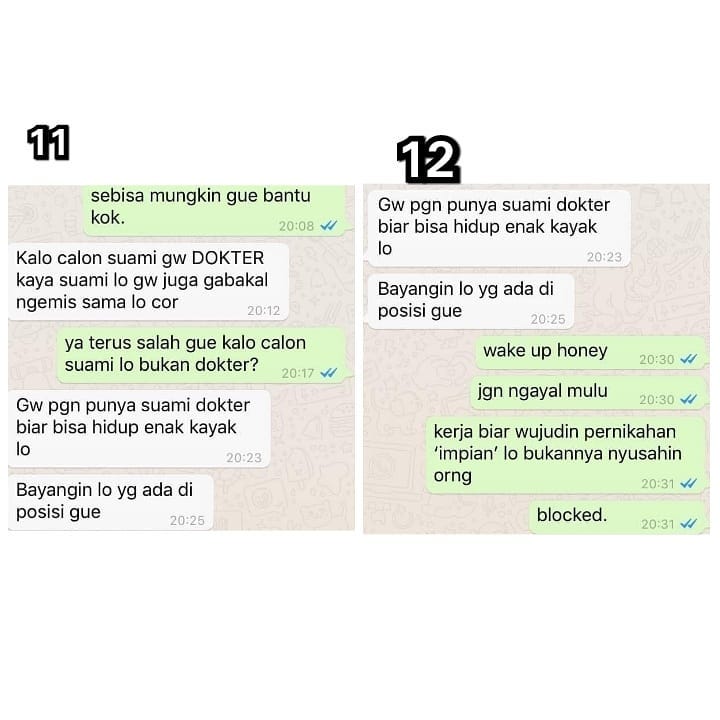 11
sebisa mungkin gue bantu
kok.
20:08
Kalo calon suami gw DOKTER
kaya suami lo gw juga gabakal
ngemis sama lo cor
20:12
ya terus salah gue kalo calon
suami lo bukan dokter?
20:17
Gw pgn punya suami dokter
biar bisa hidup enak kayak
lo
20:23
Bayangin lo yg ada di
posisi gue
20:25
12
Gw pgn punya suami dokter
biar bisa hidup enak kayak
lo
20:23
Bayangin lo yg ada di
posisi gue
20:25
wake up honey
20:30
jgn ngayal mulu
20:30
kerja biar wujudin pernikahan
‘impian’ lo bukannya nyusahin
orng
20:31
blocked.
20:31